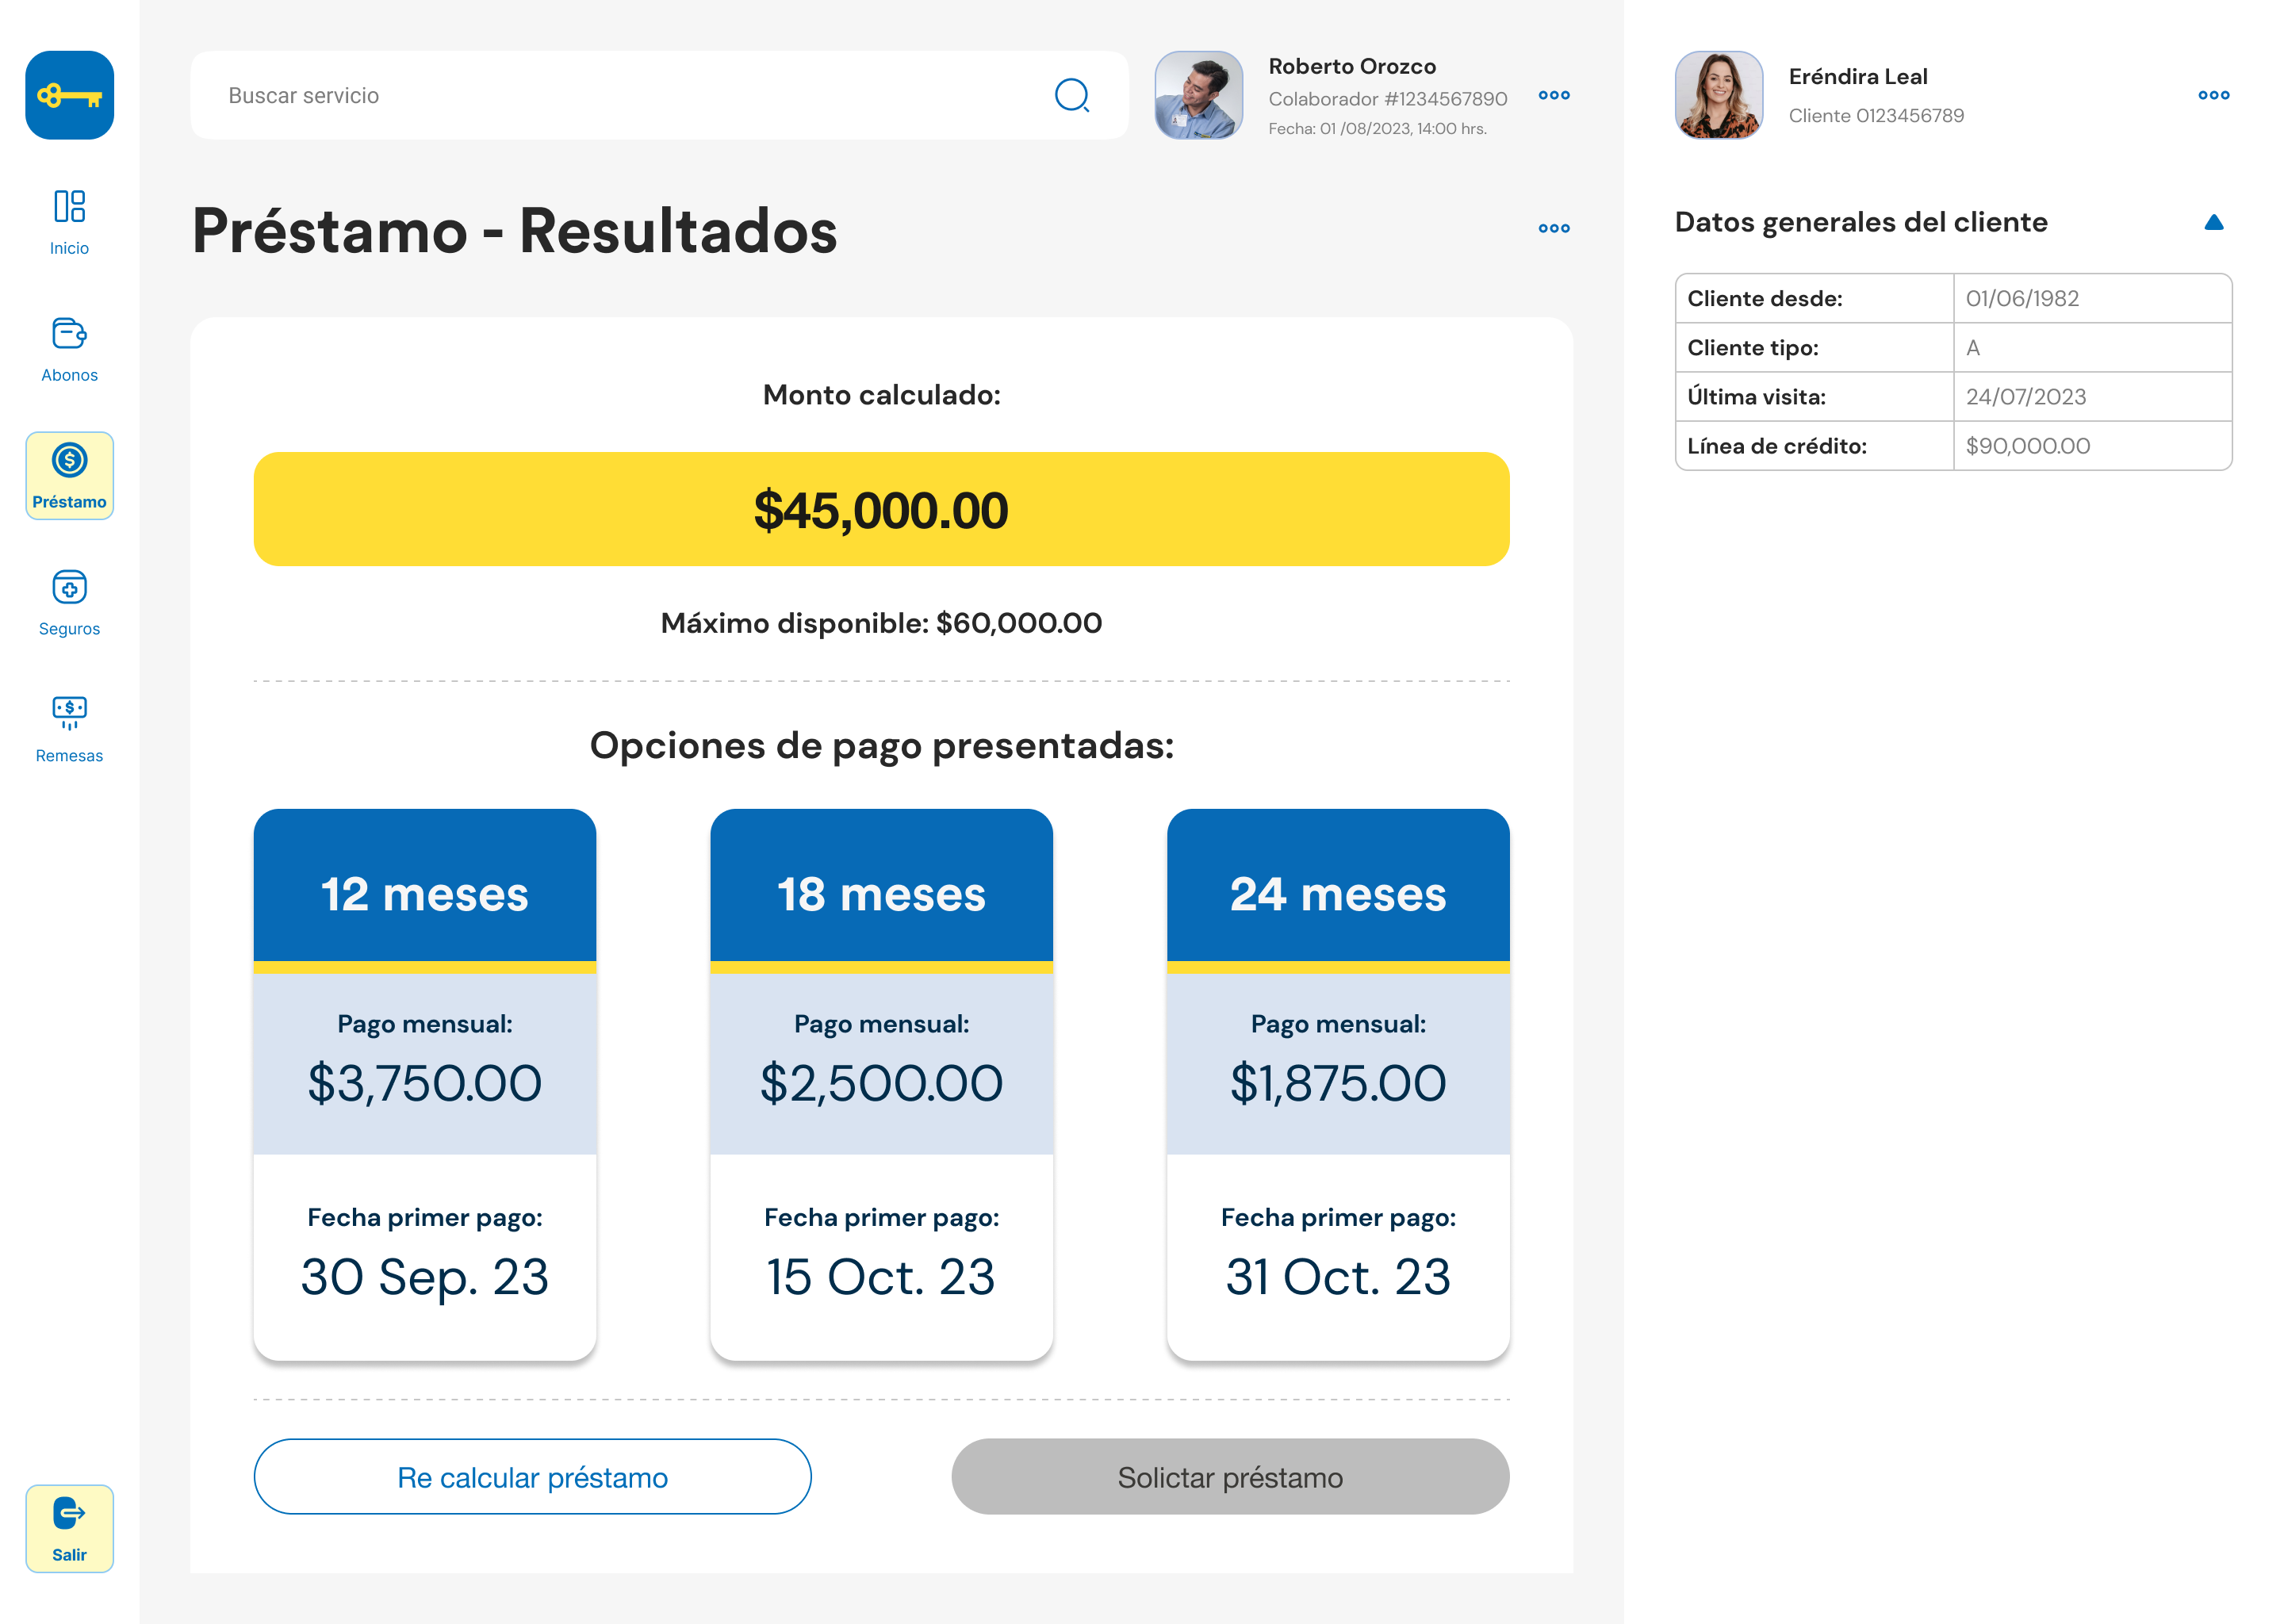 Buscar servicio
Roberto Orozco
Colaborador #1234567890
Fecha: 01 /08/2023, 14:00 hrs.
Eréndira Leal
Cliente 0123456789
Inicio
Abonos
Préstamo
Seguros
Remesas
Salir
Préstamo - Resultados
Monto calculado:
$45,000.00
Máximo disponible: $60,000.00
Opciones de pago presentadas:
12 meses
Pago mensual:
$3,750.00
Fecha primer pago:
30 Sep. 23
18 meses
Pago mensual:
$2,500.00
Fecha primer pago:
15 Oct. 23
24 meses
Pago mensual:
$1,875.00
Fecha primer pago:
31 Oct. 23
Re calcular préstamo
Solictar préstamo
Datos generales del cliente
Cliente desde: 01/06/1982
Cliente tipo: A
Última visita: 24/07/2023
Línea de crédito: $90,000.00